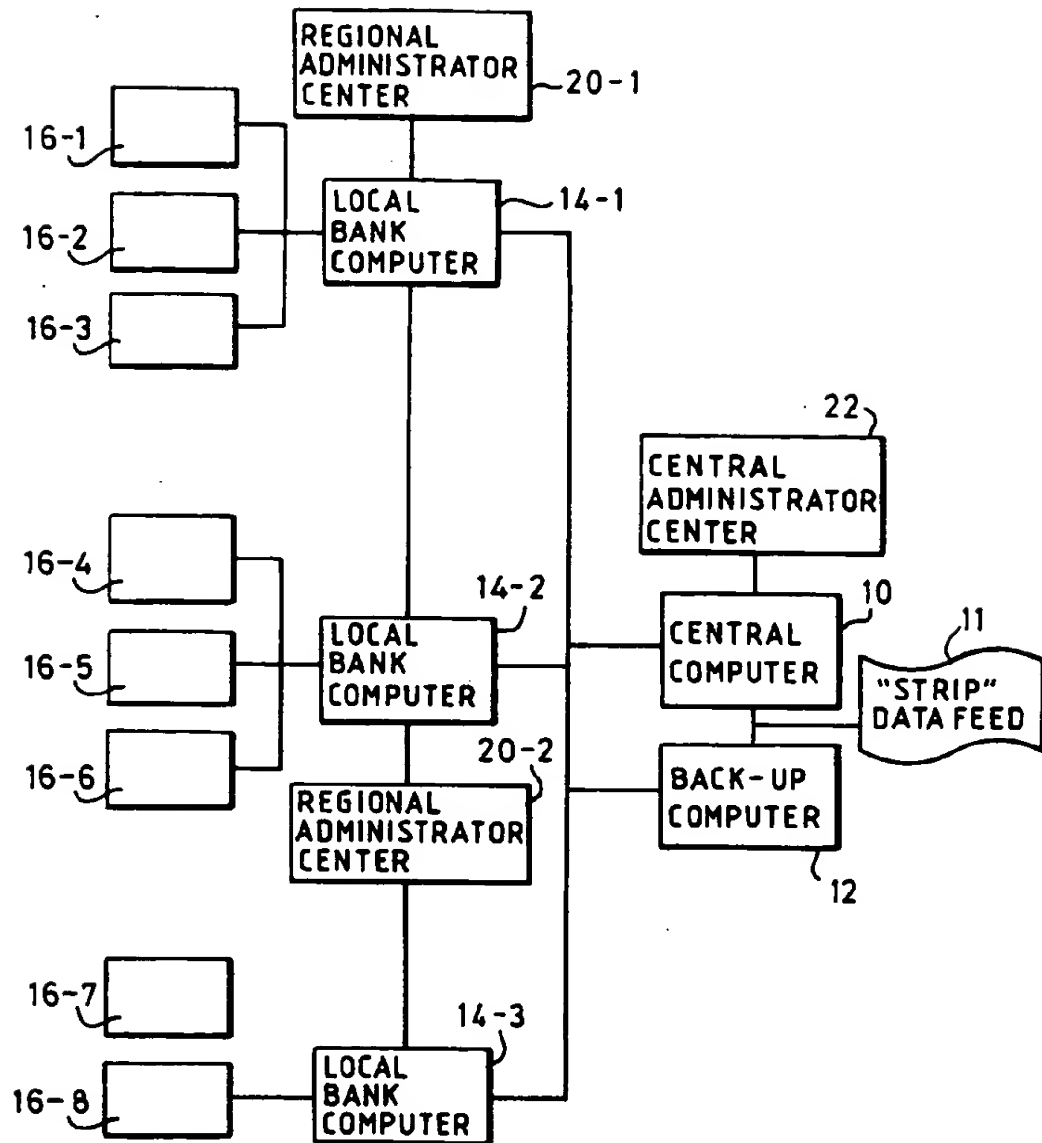 REGIONAL
ADMINISTRATOR
CENTER
20-1
16-1
LOCAL
BANK
COMPUTER
14-1
16-2
16-3
22
CENTRAL
ADMINISTRATOR
CENTER
16-4
14-2
10
LOCAL
BANK
COMPUTER
CENTRAL
COMPUTER
11
"STRIP"
DATA FEED
16-5
16-6
20-2
REGIONAL
ADMINISTRATOR
CENTER
BACK-UP
COMPUTER
12
16-7
14-3
LOCAL
BANK
COMPUTER
16-8